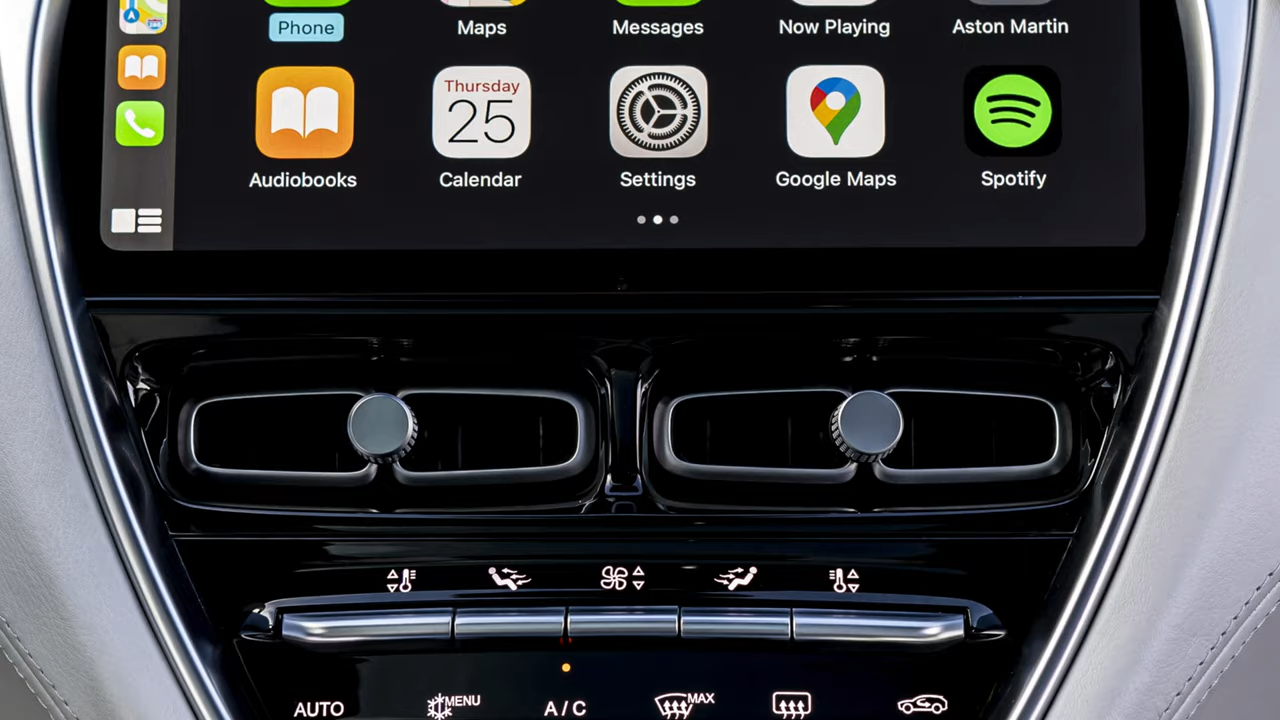 Phone Maps Messages Now Playing Aston Martin
Thursday
25
Audiobooks Calendar Settings Google Maps Spotify
AUTO MENU A/C MAX